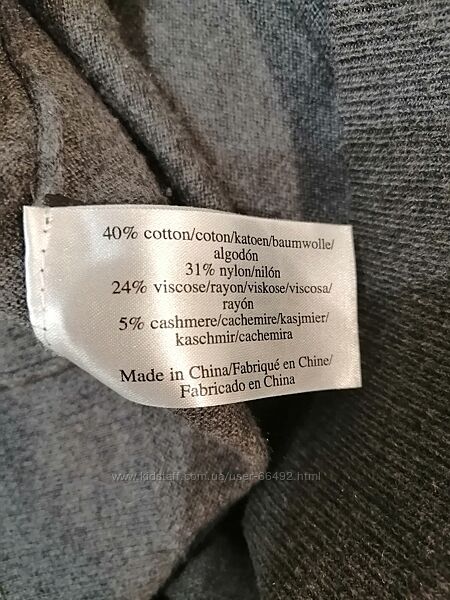 40% cotton/coton/katoen/baumwolle/
algodón
31% nylon/nilón
24% viscose/rayon/viskose/viscosa/
rayón
5% cashmere/cachemire/kasjmier/
kaschmir/cachemira
Made in China/Fabriqué en Chine/
Fabricado en China
www.kidstaff.com.ua/user-66492.html